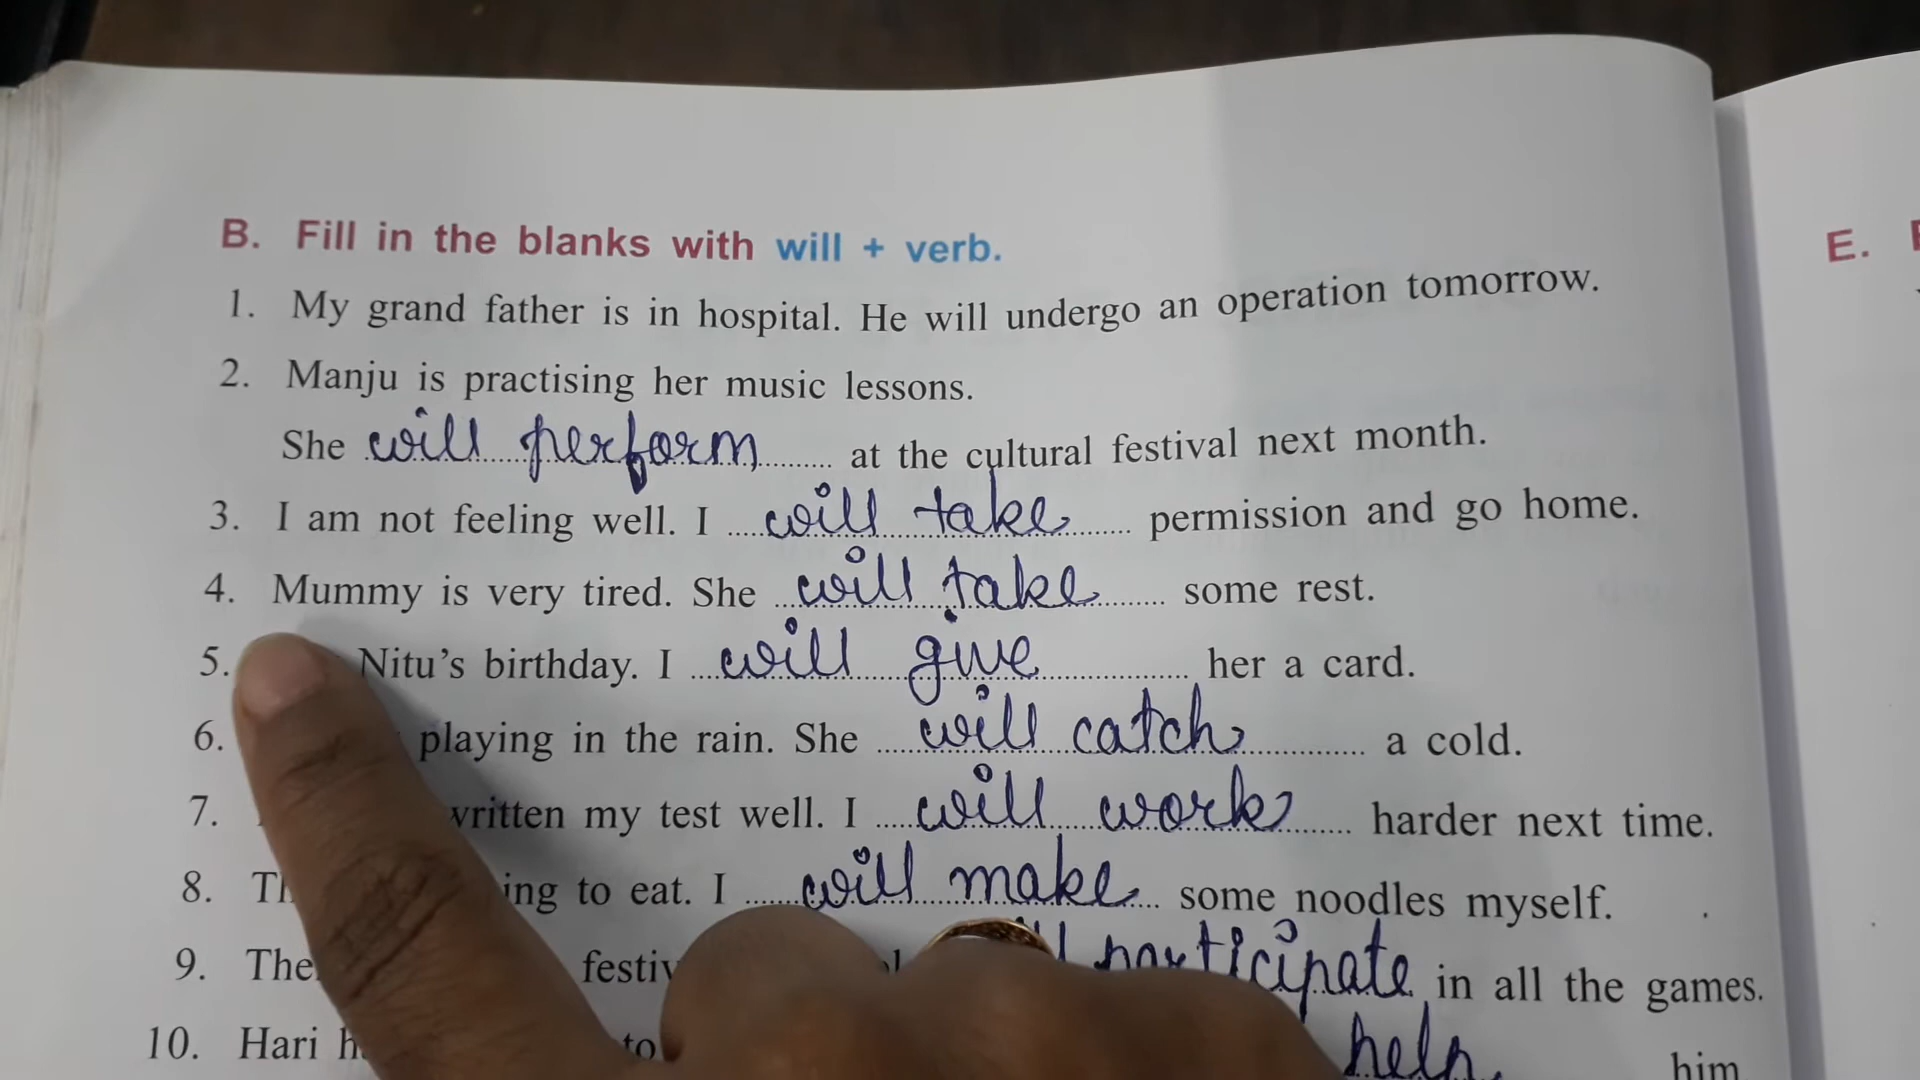 B. Fill in the blanks with will + verb.
1. My grand father is in hospital. He will undergo an operation tomorrow.
2. Manju is practising her music lessons.
She will perform at the cultural festival next month.
3. I am not feeling well. I will take permission and go home.
4. Mummy is very tired. She will take some rest.
5. Nitu's birthday. I will give her a card.
6. playing in the rain. She will catch a cold.
7. written my test well. I will work harder next time.
8. to eat. I will make some noodles myself.
9. participate in all the games.
10. Hari to help him
E.